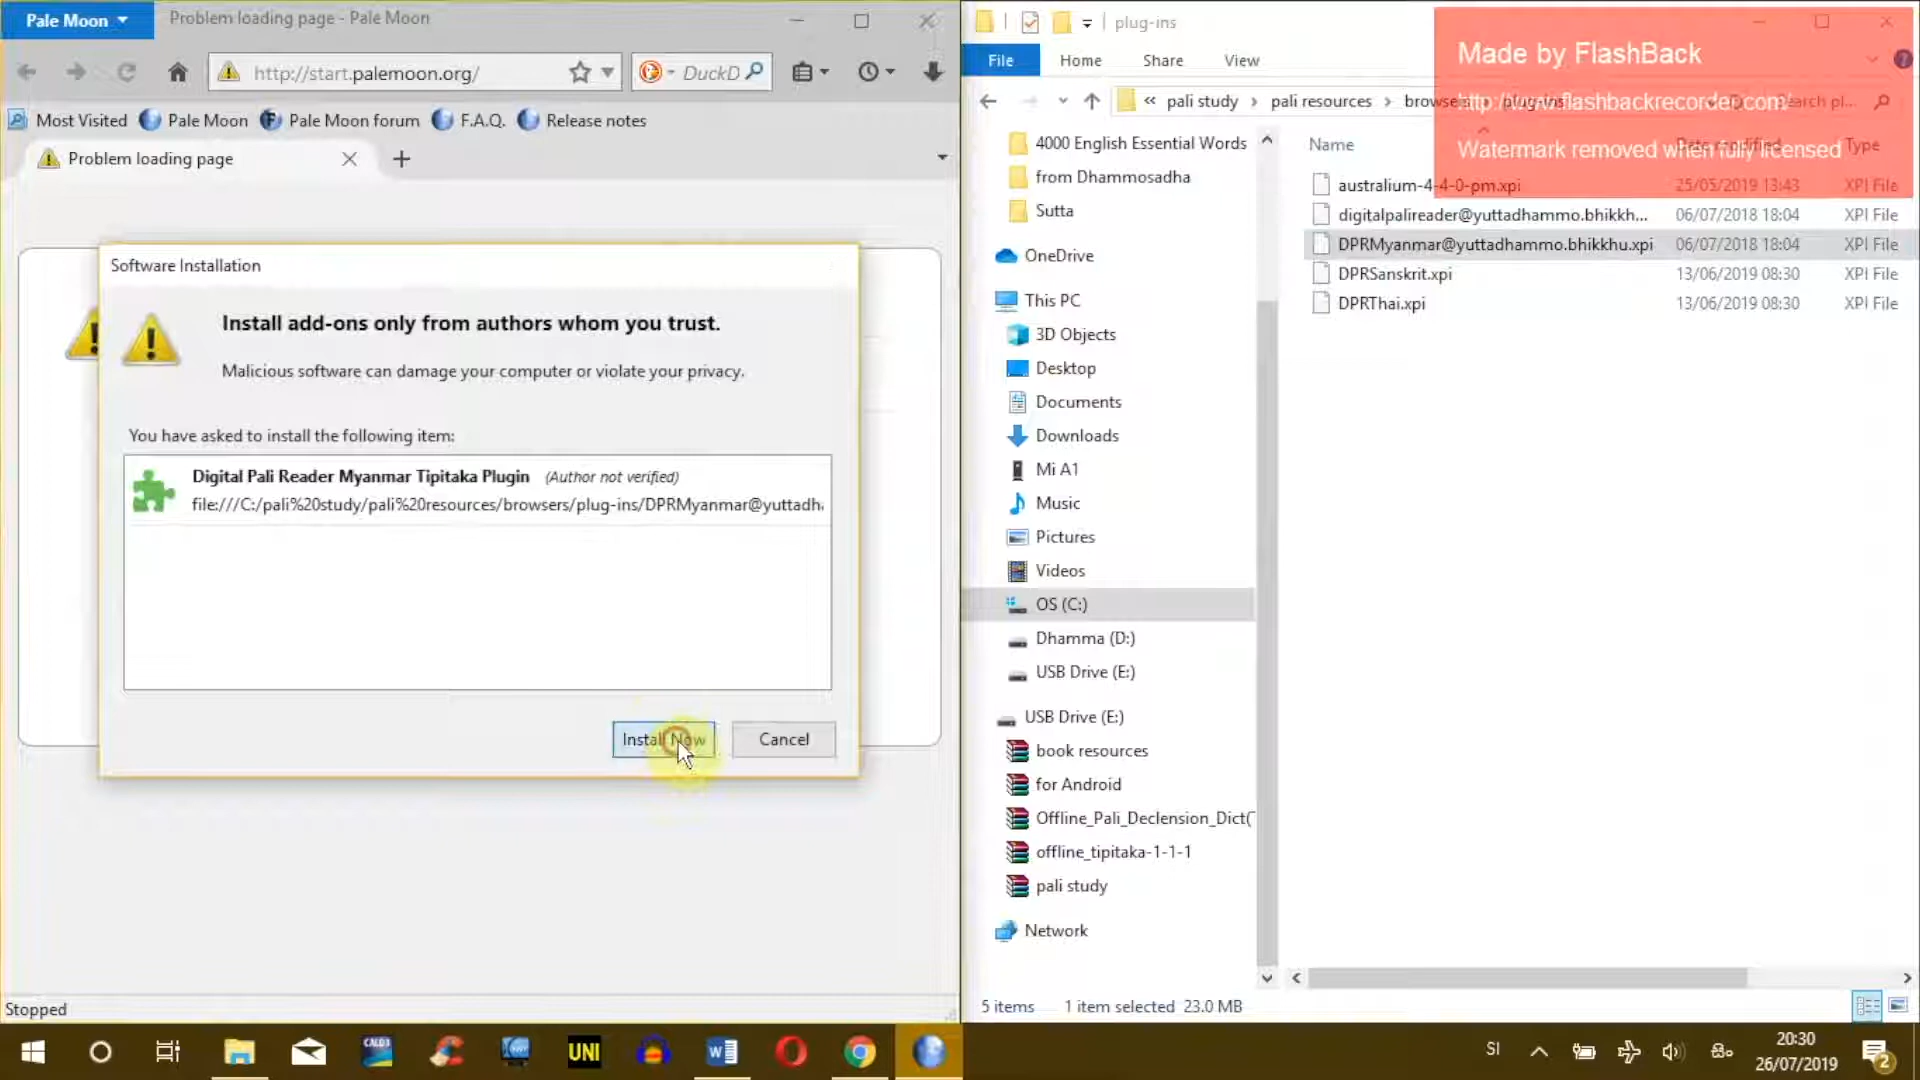 Pale Moon
Problem loading page - Pale Moon
http://start.palemoon.org/
DuckD
Most Visited
Pale Moon
Pale Moon forum
F.A.Q.
Release notes
Problem loading page
Software Installation
Install add-ons only from authors whom you trust.
Malicious software can damage your computer or violate your privacy.
You have asked to install the following item:
Digital Pali Reader Myanmar Tipitaka Plugin (Author not verified)
file:///C:/pali%20study/pali%20resources/browsers/plug-ins/DPRMyanmar@yuttadh
Install Now
Cancel
Stopped
plug-ins
File
Home
Share
View
« pali study › pali resources ›
Made by FlashBack
http://www.flashbackrecorder.com/
Watermark removed when fully licensed
4000 English Essential Words
from Dhammosadha
Sutta
OneDrive
This PC
3D Objects
Desktop
Documents
Downloads
Mi A1
Music
Pictures
Videos
OS (C:)
Dhamma (D:)
USB Drive (E:)
USB Drive (E:)
book resources
for Android
Offline_Pali_Declension_Dict(
offline_tipitaka-1-1-1
pali study
Network
Name
Type
australium-4-4-0-pm.xpi 25/05/2019 13:43 XPI File
digitalpalireader@yuttadhammo.bhikkh... 06/07/2018 18:04 XPI File
DPRMyanmar@yuttadhammo.bhikkhu.xpi 06/07/2018 18:04 XPI File
DPRSanskrit.xpi 13/06/2019 08:30 XPI File
DPRThai.xpi 13/06/2019 08:30 XPI File
5 items 1 item selected 23.0 MB
CALD3
UNI
SI
20:30
26/07/2019
2